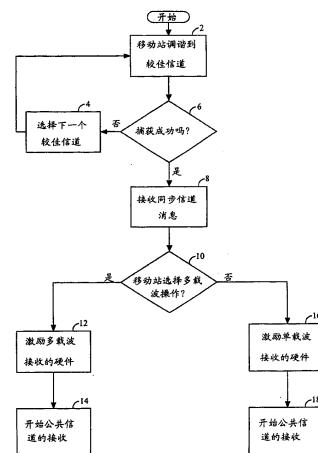 开始
2
移动站调谐到
较佳信道
4
选择下一个
较佳信道
否
6
捕获成功吗?
是
8
接收同步信道
消息
10
移动站选择多载
波操作?
是
否
12
激励多载波
接收的硬件
16
激励单载波
接收的硬件
14
开始公共信
道的接收
18
开始公共信
道的接收